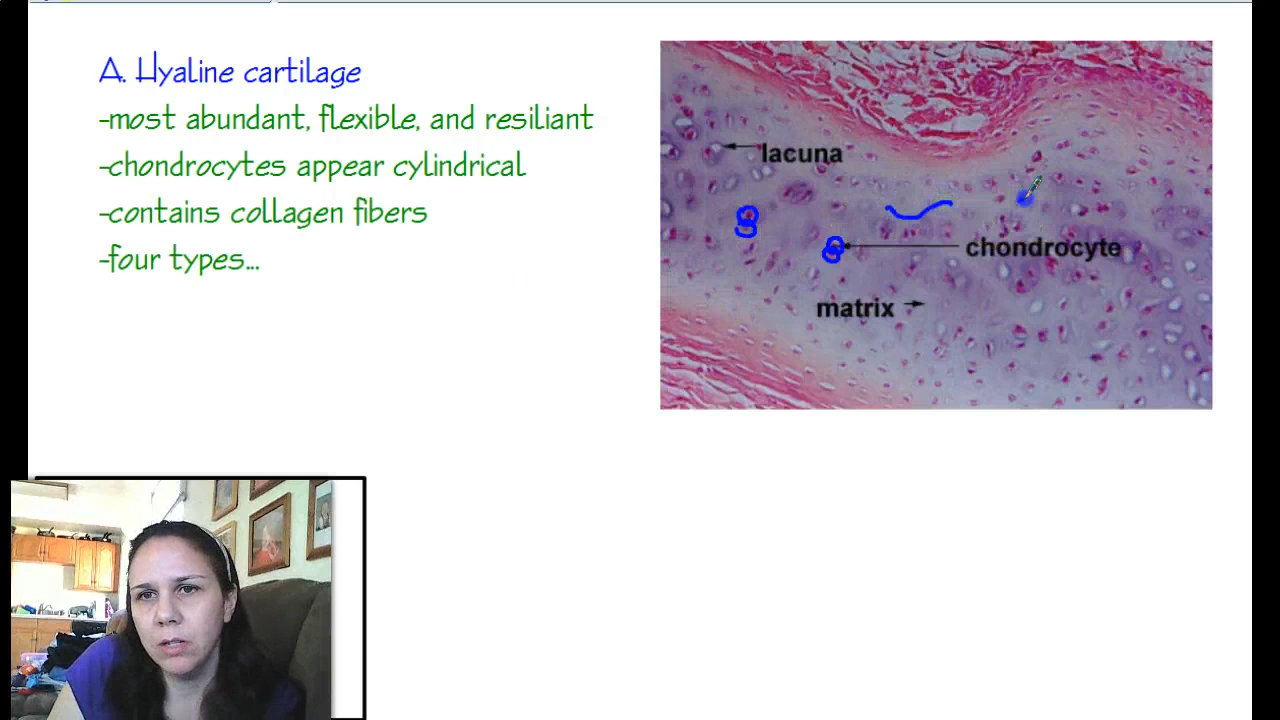 A. Hyaline cartilage
-most abundant, flexible, and resiliant
-chondrocytes appear cylindrical
-contains collagen fibers
-four types...
lacuna
chondrocyte
matrix